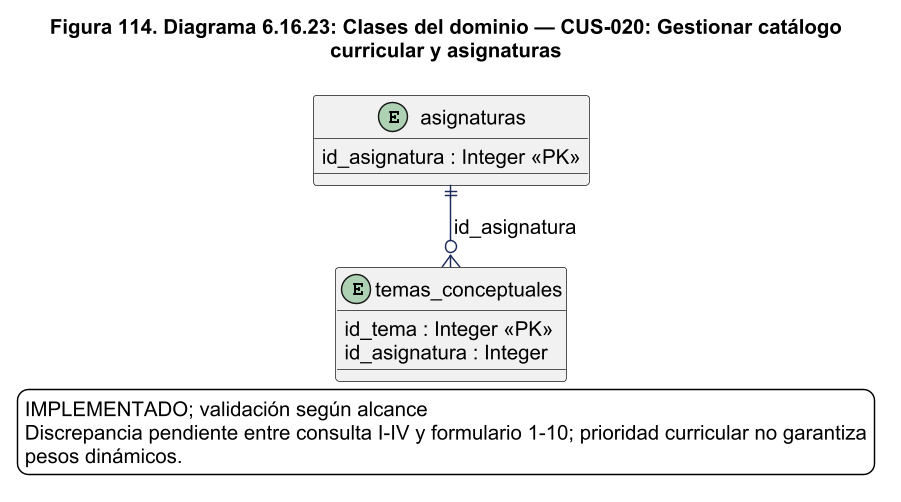 Figura 114. Diagrama 6.16.23: Clases del dominio — CUS-020: Gestionar catálogo
curricular y asignaturas
E asignaturas
id_asignatura : Integer «PK»
id_asignatura
E temas_conceptuales
id_tema : Integer «PK»
id_asignatura : Integer
IMPLEMENTADO; validación según alcance
Discrepancia pendiente entre consulta I-IV y formulario 1-10; prioridad curricular no garantiza
pesos dinámicos.